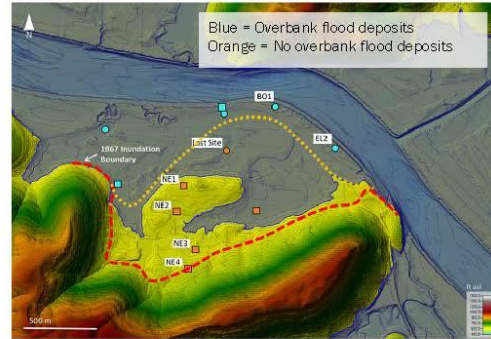 Blue = Overbank flood deposits
Orange = No overbank flood deposits
N
BO1
ELZ
Lost Site
1867 Inundation
Boundary
NE1
NE2
NE3
NE4
500 m
ft asl